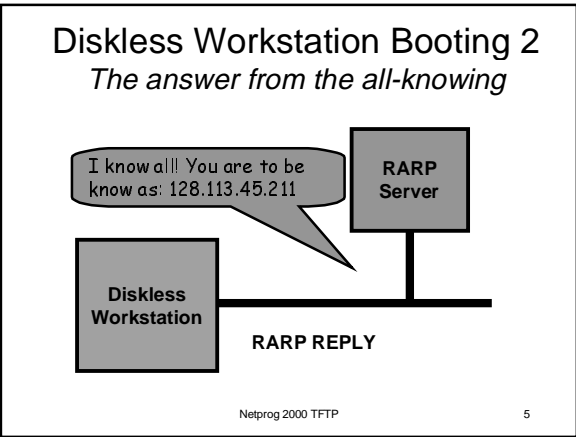 Diskless Workstation Booting 2
The answer from the all-knowing
I know all! You are to be
know as: 128.113.45.211
RARP
Server
Diskless
Workstation
RARP REPLY
Netprog 2000 TFTP
5